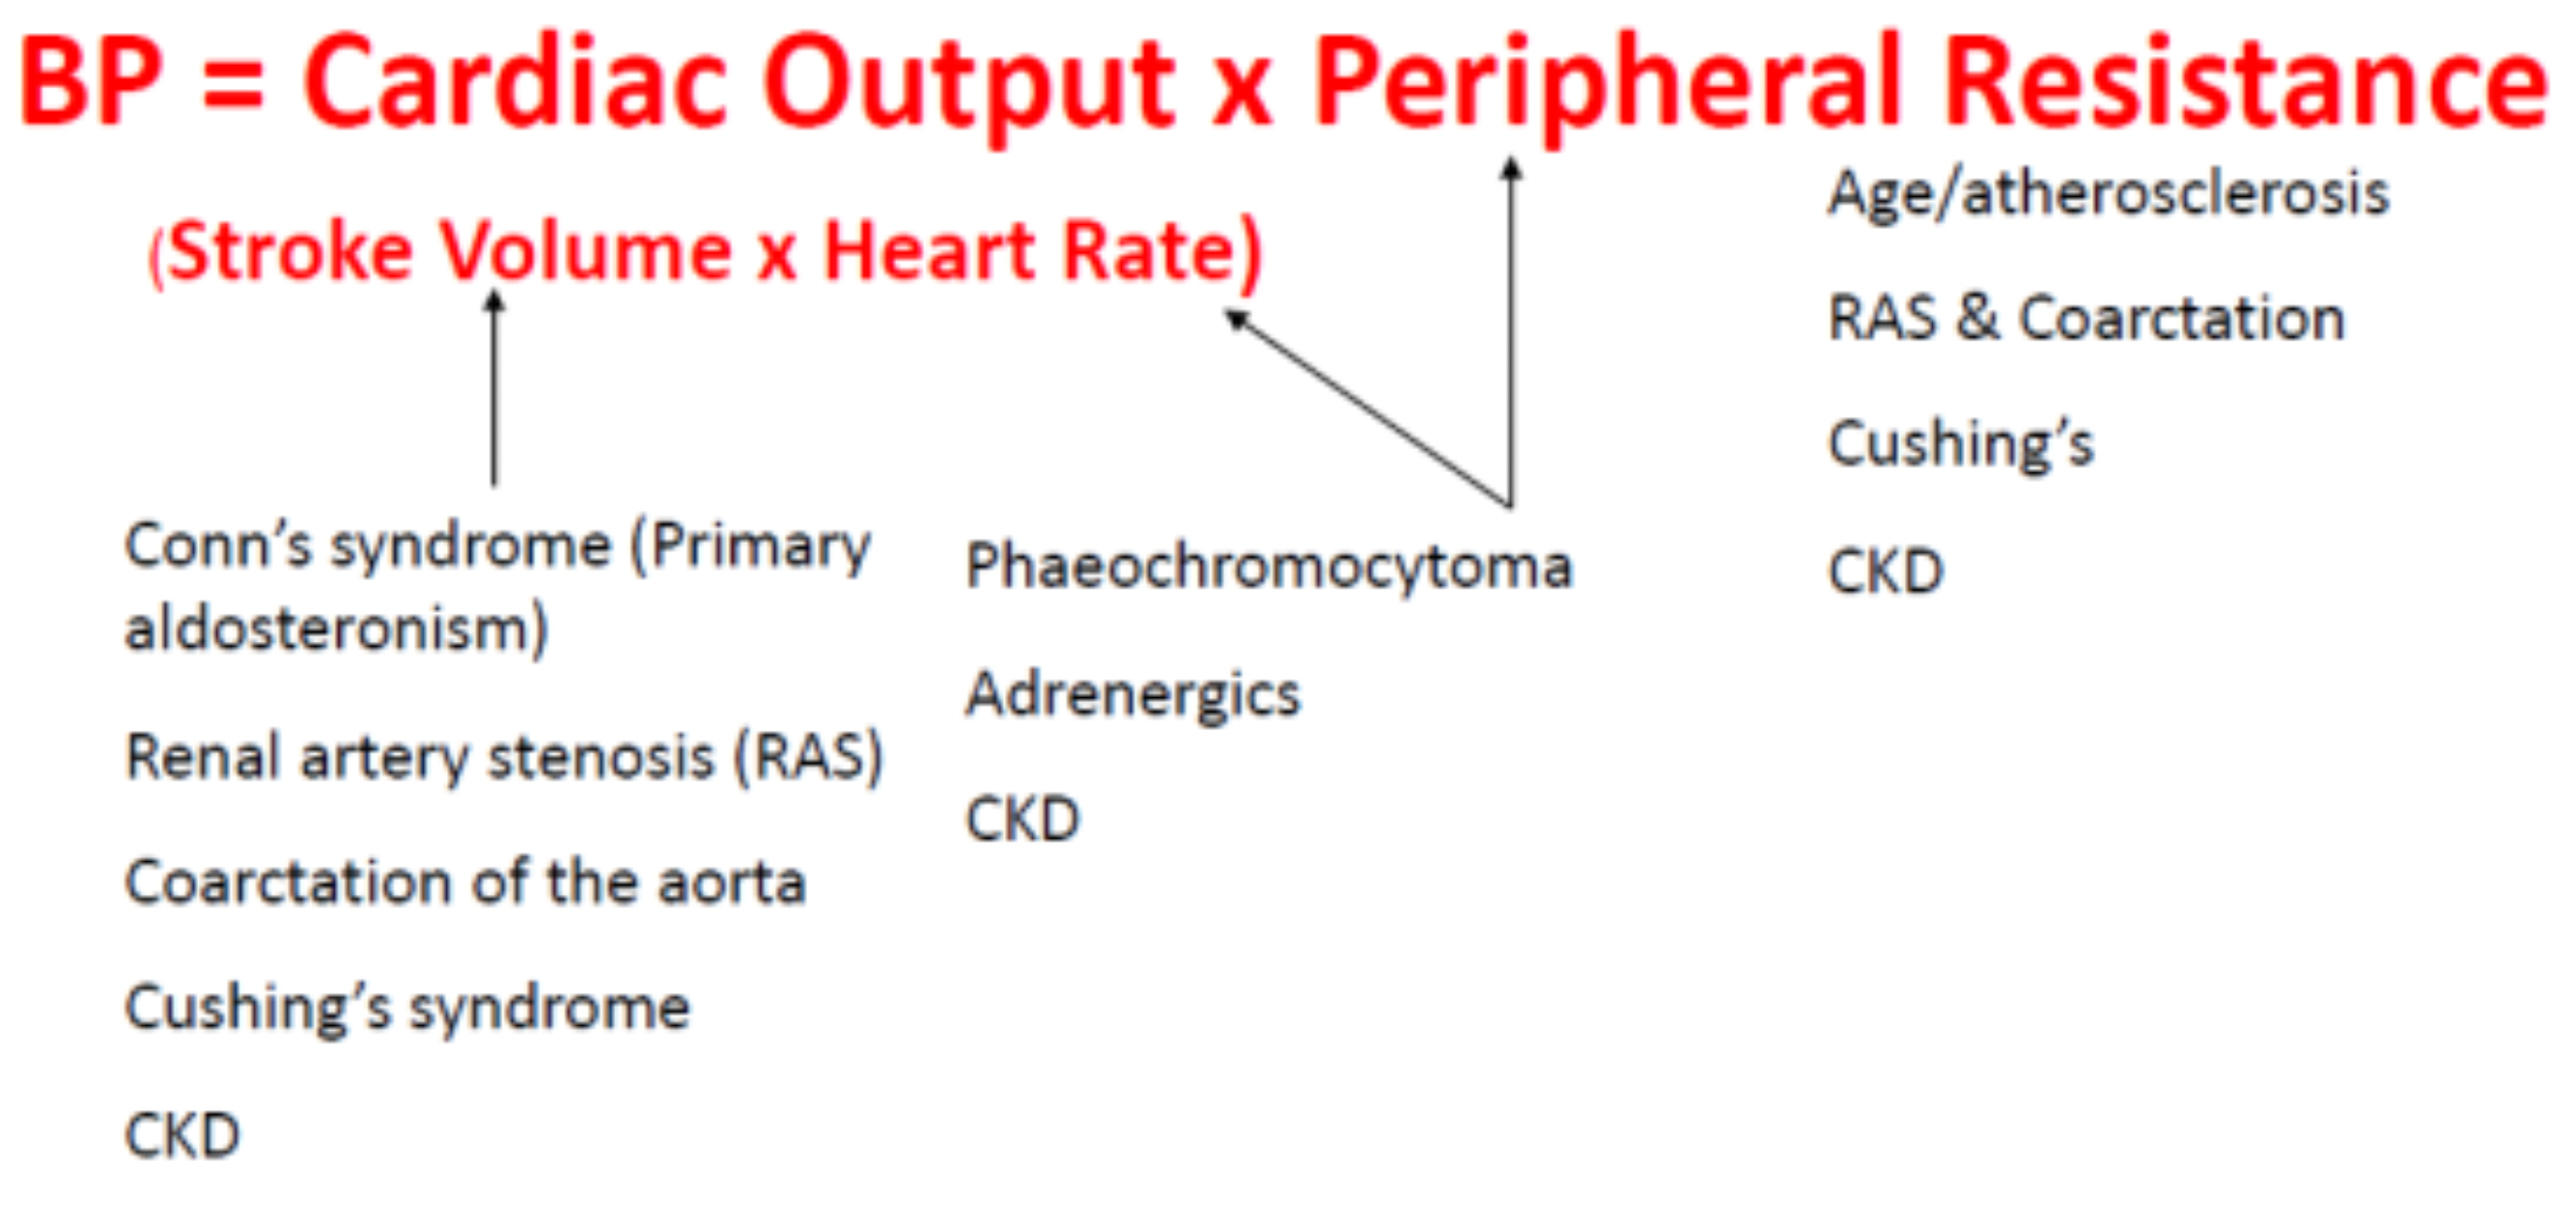 BP = Cardiac Output x Peripheral Resistance
(Stroke Volume x Heart Rate)
Conn’s syndrome (Primary
aldosteronism)
Renal artery stenosis (RAS)
Coarctation of the aorta
Cushing’s syndrome
CKD
Phaeochromocytoma
Adrenergics
CKD
Age/atherosclerosis
RAS & Coarctation
Cushing’s
CKD